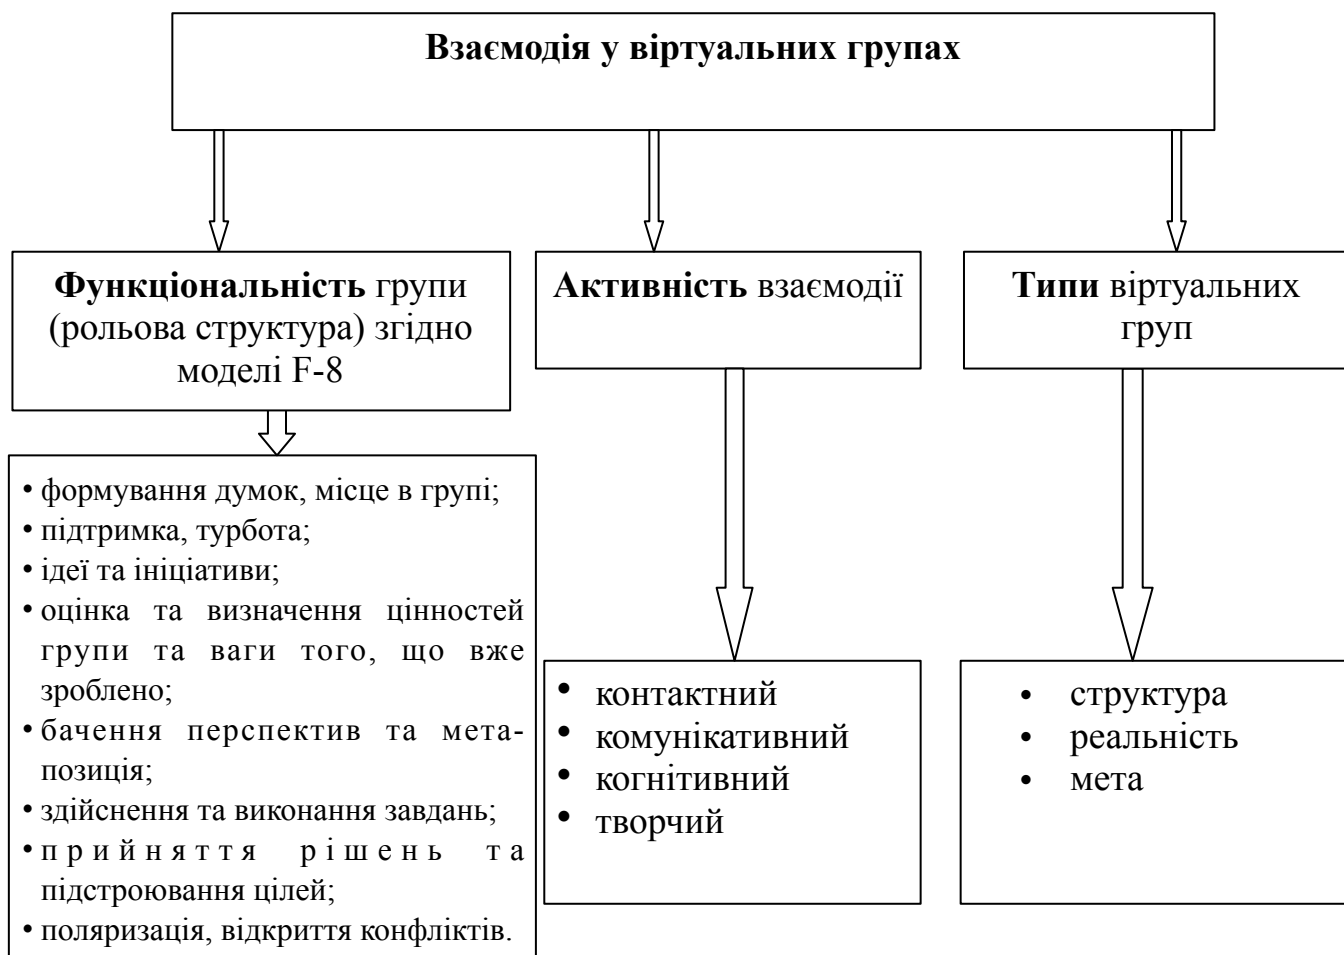 Взаємодія у віртуальних групах
Функціональність групи
(рольова структура) згідно
моделі F-8
Активність взаємодії
Типи віртуальних
груп
• формування думок, місце в групі;
• підтримка, турбота;
• ідеї та ініціативи;
• оцінка та визначення цінностей
групи та ваги того, що вже
зроблено;
• бачення перспектив та мета-
позиція;
• здійснення та виконання завдань;
• прийняття рішень та
підстроювання цілей;
• поляризація, відкриття конфліктів.
• контактний
• комунікативний
• когнітивний
• творчий
• структура
• реальність
• мета